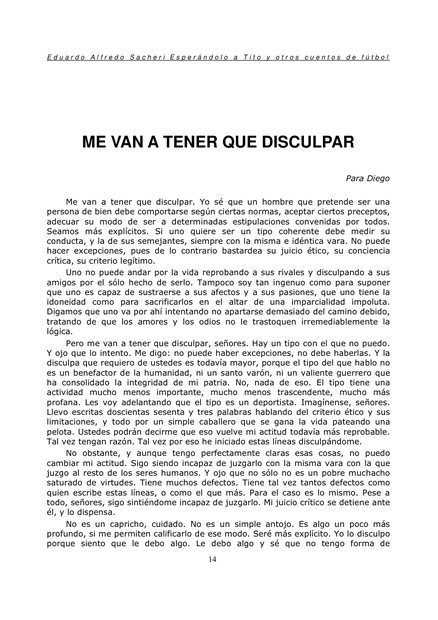 Eduardo Alfredo Sacheri Esperándolo a Tito y otros cuentos de fútbol
ME VAN A TENER QUE DISCULPAR
Para Diego
Me van a tener que disculpar. Yo sé que un hombre que pretende ser una
persona de bien debe comportarse según ciertas normas, aceptar ciertos preceptos,
adecuar su modo de ser a determinadas estipulaciones convenidas por todos.
Seamos más explícitos. Si uno quiere ser un tipo coherente debe medir su
conducta, y la de sus semejantes, siempre con la misma e idéntica vara. No puede
hacer excepciones, pues de lo contrario bastardea su juicio ético, su conciencia
crítica, su criterio legítimo.
Uno no puede andar por la vida reprobando a sus rivales y disculpando a sus
amigos por el sólo hecho de serlo. Tampoco soy tan ingenuo como para suponer
que uno es capaz de sustraerse a sus afectos y a sus pasiones, que uno tiene la
idoneidad como para sacrificarlos en el altar de una imparcialidad impoluta.
Digamos que uno va por ahí intentando no apartarse demasiado del camino debido,
tratando de que los amores y los odios no le trastoquen irremediablemente la
lógica.
Pero me van a tener que disculpar, señores. Hay un tipo con el que no puedo.
Y ojo que lo intento. Me digo: no puede haber excepciones, no debe haberlas. Y la
disculpa que requiero de ustedes es todavía mayor, porque el tipo del que hablo no
es un benefactor de la humanidad, ni un santo varón, ni un valiente guerrero que
ha consolidado la integridad de mi patria. No, nada de eso. El tipo tiene una
actividad mucho menos importante, mucho menos trascendente, mucho más
profana. Les voy adelantando que el tipo es un deportista. Imagínense, señores.
Llevo escritas doscientas sesenta y tres palabras hablando del criterio ético y sus
limitaciones, y todo por un simple caballero que se gana la vida pateando una
pelota. Ustedes podrán decirme que eso vuelve mi actitud todavía más reprobable.
Tal vez tengan razón. Tal vez por eso he iniciado estas líneas disculpándome.
No obstante, y aunque tengo perfectamente claras esas cosas, no puedo
cambiar mi actitud. Sigo siendo incapaz de juzgarlo con la misma vara con la que
juzgo al resto de los seres humanos. Y ojo que no sólo no es un pobre muchacho
saturado de virtudes. Tiene muchos defectos. Tiene tal vez tantos defectos como
quien escribe estas líneas, o como el que más. Para el caso es lo mismo. Pese a
todo, señores, sigo sintiéndome incapaz de juzgarlo. Mi juicio crítico se detiene ante
él, y lo dispensa.
No es un capricho, cuidado. No es un simple antojo. Es algo un poco más
profundo, si me permiten calificarlo de ese modo. Seré más explícito. Yo lo disculpo
porque siento que le debo algo. Le debo algo y sé que no tengo forma de
14